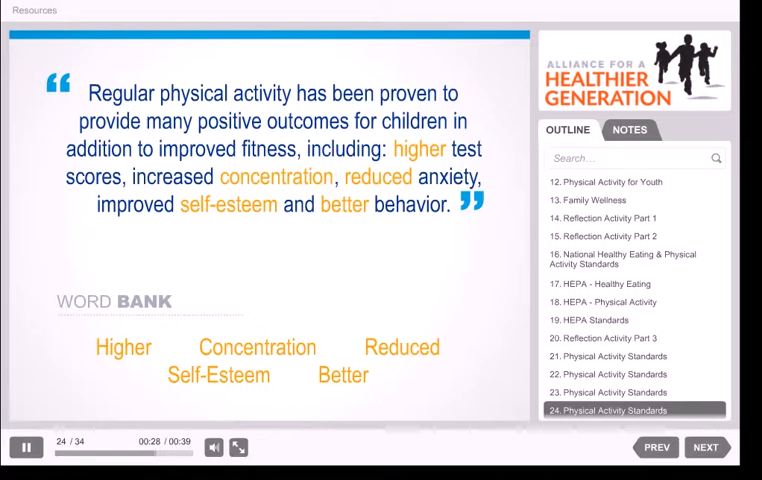 Resources
“ Regular physical activity has been proven to
provide many positive outcomes for children in
addition to improved fitness, including: higher test
scores, increased concentration, reduced anxiety,
improved self-esteem and better behavior. ”
WORD BANK
Higher Concentration Reduced
Self-Esteem Better
ALLIANCE FOR A
HEALTHIER
GENERATION
OUTLINE NOTES
Search...
12. Physical Activity for Youth
13. Family Wellness
14. Reflection Activity Part 1
15. Reflection Activity Part 2
16. National Healthy Eating & Physical
Activity Standards
17. HEPA - Healthy Eating
18. HEPA - Physical Activity
19. HEPA Standards
20. Reflection Activity Part 3
21. Physical Activity Standards
22. Physical Activity Standards
23. Physical Activity Standards
24. Physical Activity Standards
24 / 34 00:28 / 00:39
PREV NEXT